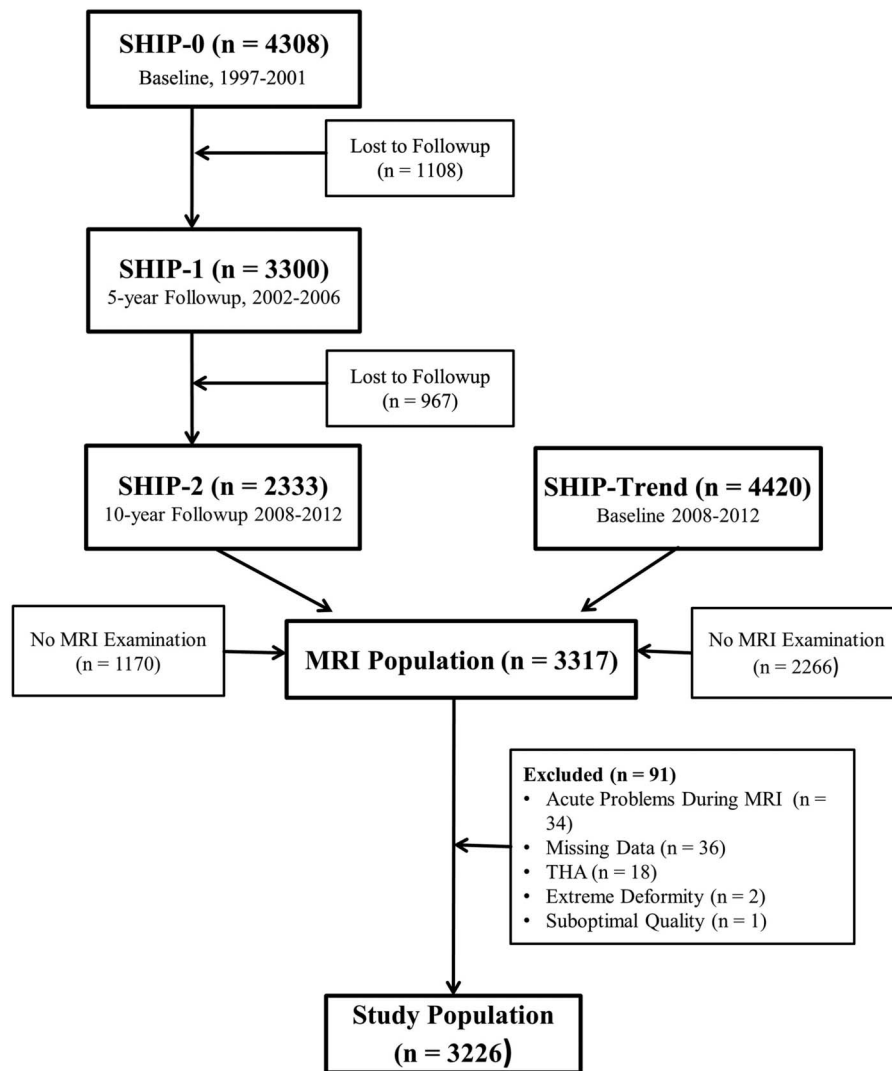 SHIP-0 (n = 4308)
Baseline, 1997-2001
Lost to Followup
(n = 1108)
SHIP-1 (n = 3300)
5-year Followup, 2002-2006
Lost to Followup
(n = 967)
SHIP-2 (n = 2333)
10-year Followup 2008-2012
SHIP-Trend (n = 4420)
Baseline 2008-2012
No MRI Examination
(n = 1170)
MRI Population (n = 3317)
No MRI Examination
(n = 2266)
Excluded (n = 91)
• Acute Problems During MRI (n =
34)
• Missing Data (n = 36)
• THA (n = 18)
• Extreme Deformity (n = 2)
• Suboptimal Quality (n = 1)
Study Population
(n = 3226)